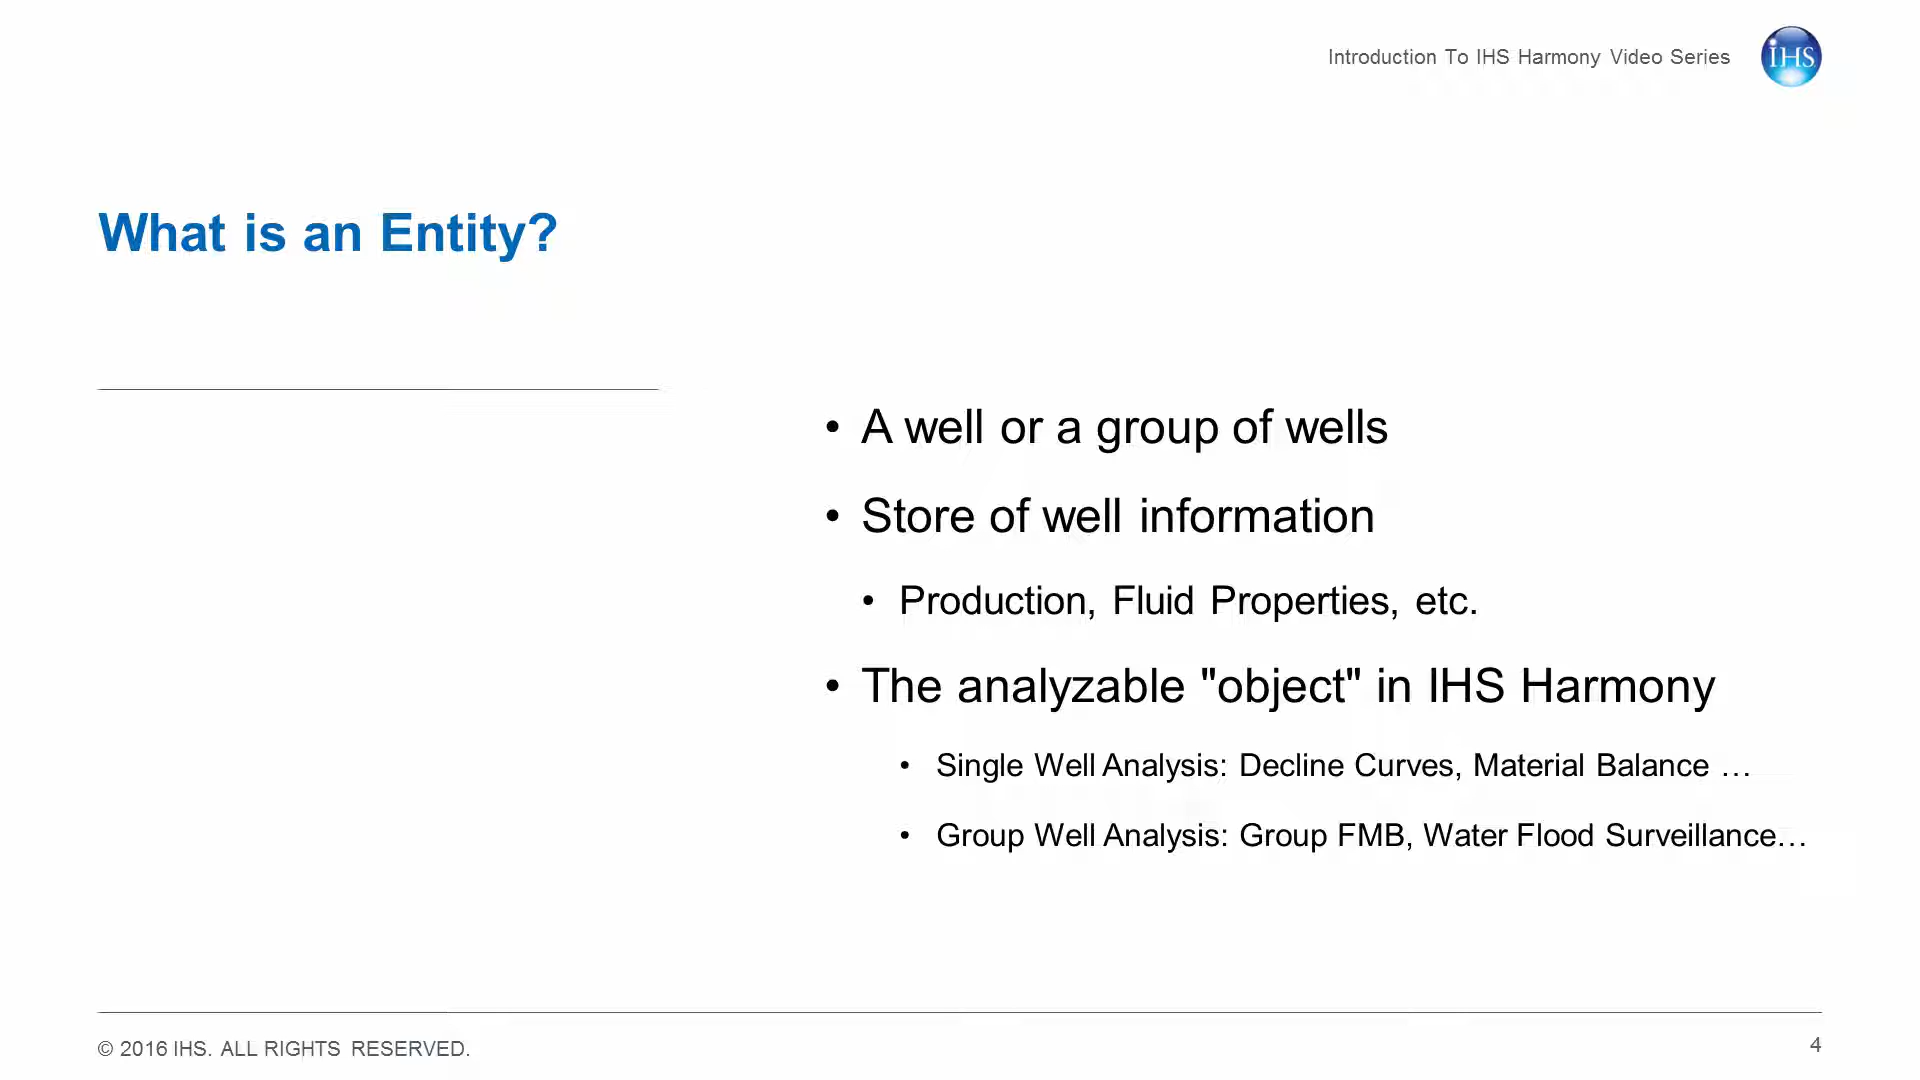 Introduction To IHS Harmony Video Series
IHS
What is an Entity?
• A well or a group of wells
• Store of well information
• Production, Fluid Properties, etc.
• The analyzable "object" in IHS Harmony
• Single Well Analysis: Decline Curves, Material Balance …
• Group Well Analysis: Group FMB, Water Flood Surveillance…
© 2016 IHS. ALL RIGHTS RESERVED.
4